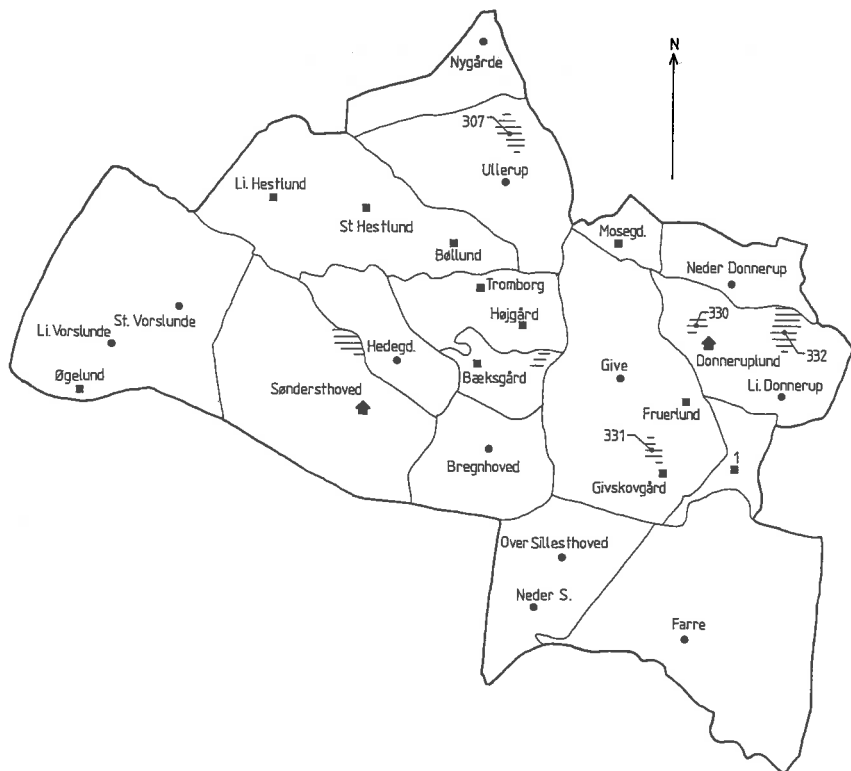 N
Nygårde
307
Ullerup
Li. Hestlund
St Hestlund
Bøllund
Mosegd.
Neder Donnerup
Tromborg
Højgård
St. Vorslunde
Li. Vorslunde
Øgelund
Hedegd.
Søndersthoved
Bæksgård
Give
330
332
Donneruplund
Li. Donnerup
Fruerlund
331
Givskovgård
1
Bregnhoved
Over Sillesthoved
Neder S.
Farre